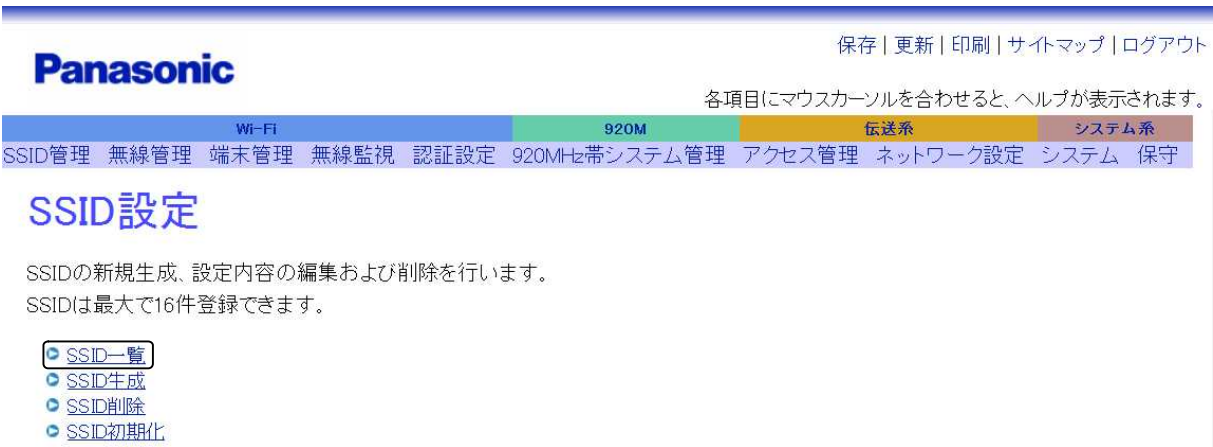 保存 | 更新 | 印刷 | サイトマップ | ログアウト
Panasonic
各項目にマウスカーソルを合わせると、ヘルプが表示されます。
Wi-Fi 920M 伝送系 システム系
SSID管理 無線管理 端末管理 無線監視 認証設定 920MHz帯システム管理 アクセス管理 ネットワーク設定 システム 保守
SSID設定
SSIDの新規生成、設定内容の編集および削除を行います。
SSIDは最大で16件登録できます。
SSID一覧
SSID生成
SSID削除
SSID初期化